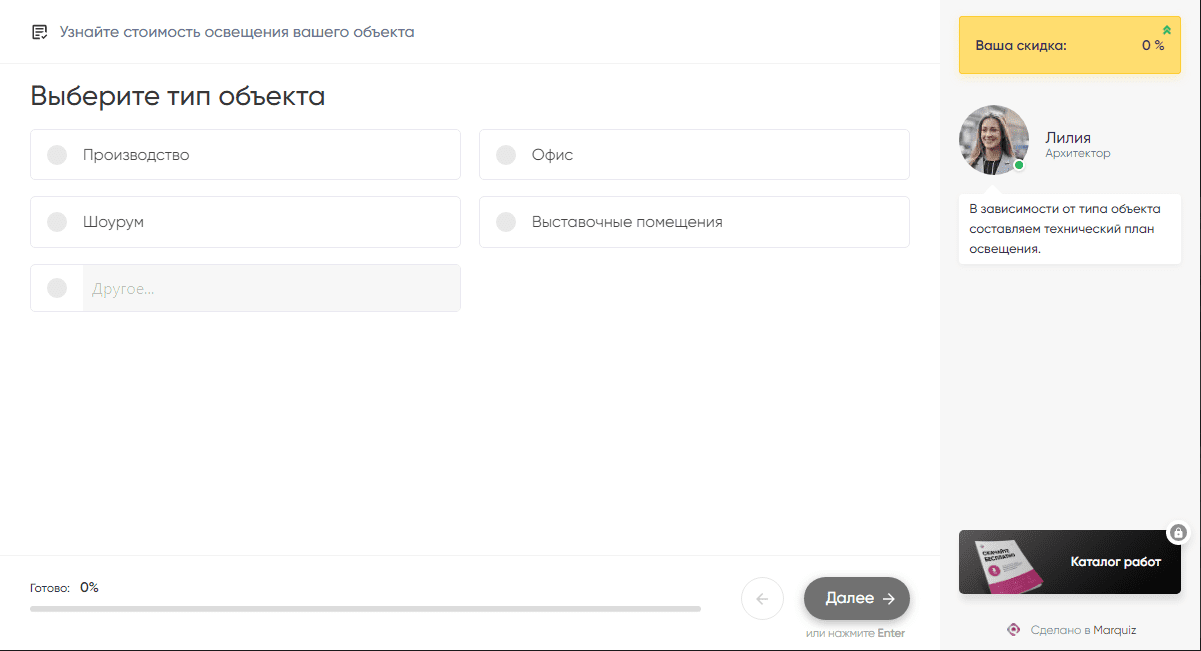 Узнайте стоимость освещения вашего объекта
Выберите тип объекта
Производство
Офис
Шоурум
Выставочные помещения
Другое...
Готово: 0%
Далее →
или нажмите Enter
Ваша скидка: 0 %
Лилия
Архитектор
В зависимости от типа объекта
составляем технический план
освещения.
СКАЧАЙТЕ
БЕСПЛАТНО
Каталог работ
Сделано в Marquiz